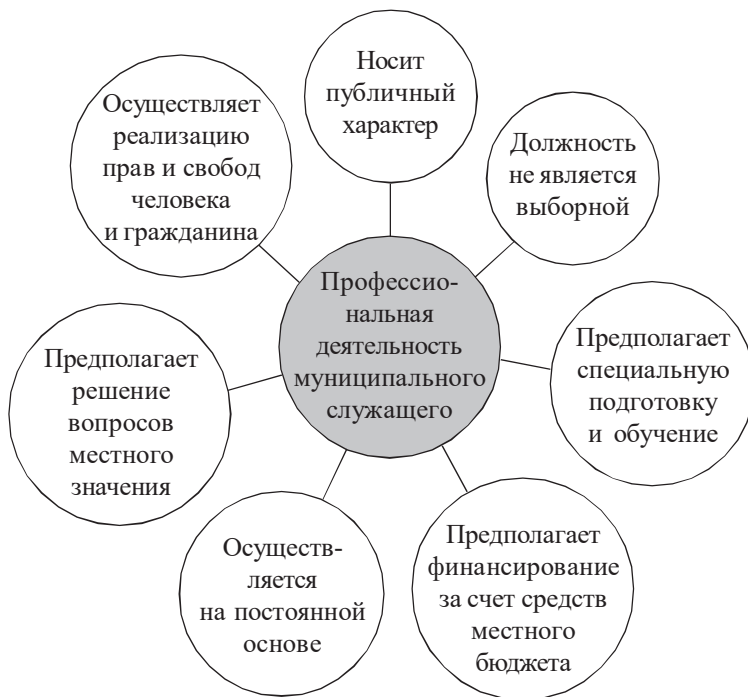 Носит
публичный
характер
Должность
не является
выборной
Предполагает
специальную
подготовку
и обучение
Предполагает
финансирование
за счет средств
местного
бюджета
Осуществ-
ляется
на постоянной
основе
Предполагает
решение
вопросов
местного
значения
Осуществляет
реализацию
прав и свобод
человека
и гражданина
Профессио-
нальная
деятельность
муниципального
служащего